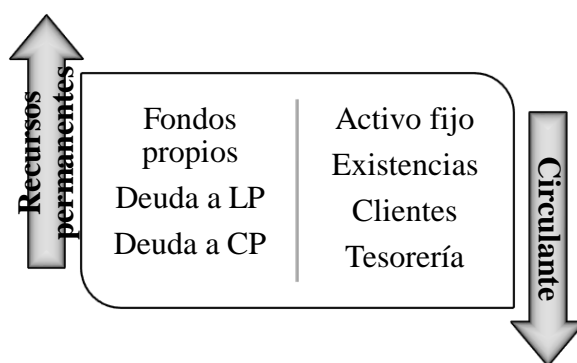 Recursos
permanentes
Fondos
propios
Deuda a LP
Deuda a CP
Activo fijo
Existencias
Clientes
Tesorería
Circulante